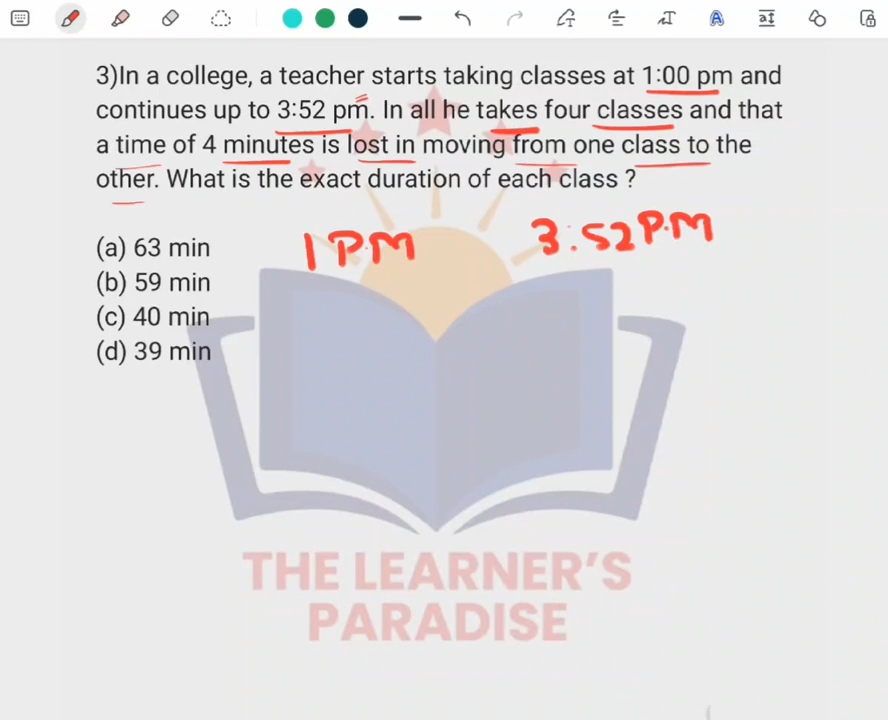 3)In a college, a teacher starts taking classes at 1:00 pm and
continues up to 3:52 pm. In all he takes four classes and that
a time of 4 minutes is lost in moving from one class to the
other. What is the exact duration of each class ?
1 P.M 3:52 P.M
(a) 63 min
(b) 59 min
(c) 40 min
(d) 39 min
THE LEARNER'S
PARADISE